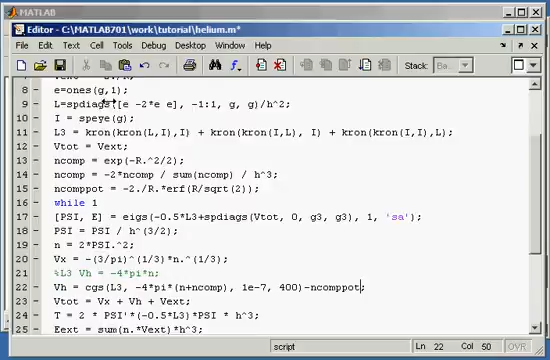 MATLAB
Editor - C:\MATLAB701\work\tutorial\helium.m*
File Edit Text Cell Tools Debug Desktop Window Help
Stack: Ba...
8 - e=ones(g,1);
9 - L=spdiags([e -2*e e], -1:1, g, g)/h^2;
10 - I = speye(g);
11 - L3 = kron(kron(L,I),I) + kron(kron(I,L), I) + kron(kron(I,I),L);
12 - Vtot = Vext;
13 - ncomp = exp(-R.^2/2);
14 - ncomp = -2*ncomp / sum(ncomp) / h^3;
15 - ncomppot = -2./R.*erf(R/sqrt(2));
16 while 1
17 - [PSI, E] = eigs(-0.5*L3+spdiags(Vtot, 0, g3, g3), 1, 'sa');
18 - PSI = PSI / h^(3/2);
19 - n = 2*PSI.^2;
20 - Vx = -(3/pi)^(1/3)*n.^(1/3);
21 %L3 Vh = -4*pi*n;
22 - Vh = cgs(L3, -4*pi*(n+ncomp), 1e-7, 400)-ncomppot;
23 - Vtot = Vx + Vh + Vext;
24 - T = 2 * PSI'*(-0.5*L3)*PSI * h^3;
25 - Eext = sum(n.*Vext)*h^3;
script Ln 22 Col 50 OVR